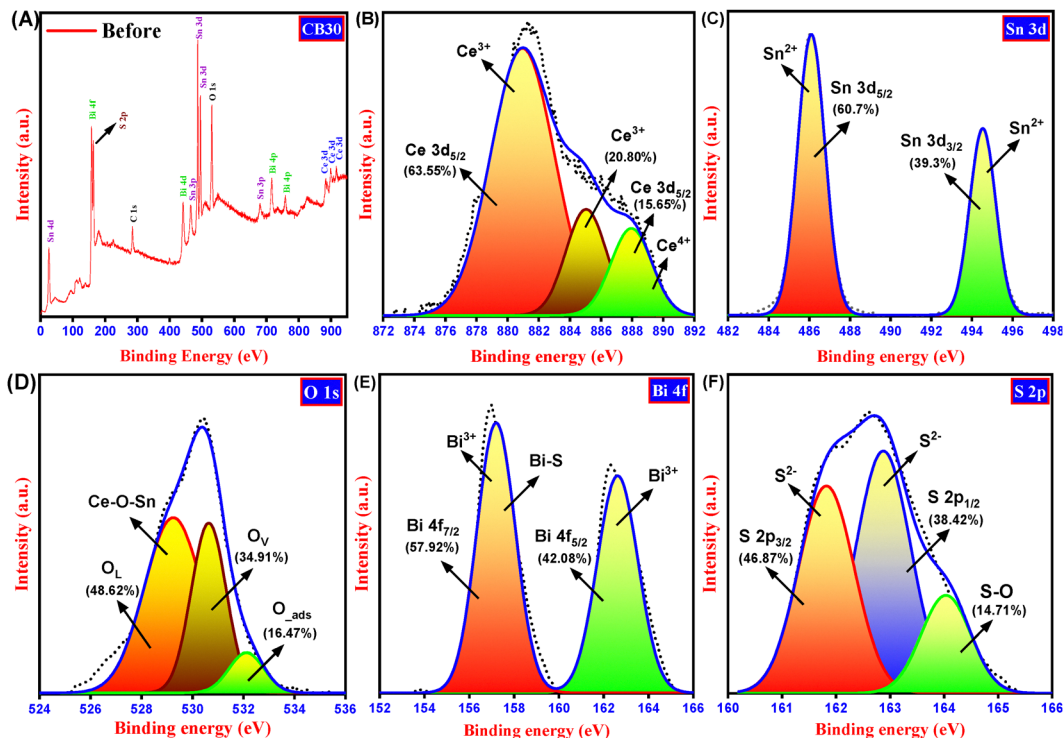 (A)
Before
CB30
Sn 4d
Bi 4f
S 2p
C 1s
Bi 4d
Sn 3p
Sn 3d
Sn 3d
O 1s
Sn 3p
Bi 4p
Bi 4p
Ce 3d
Ce 3d
Ce 3d
Intensity (a.u.)
0 100 200 300 400 500 600 700 800 900
Binding Energy (eV)
(B)
Ce3+
Ce 3d5/2
(63.55%)
Ce3+
(20.80%)
Ce 3d5/2
(15.65%)
Ce4+
Intensity (a.u.)
872 874 876 878 880 882 884 886 888 890 892
Binding energy (eV)
(C)
Sn 3d
Sn2+
Sn 3d5/2
(60.7%)
Sn 3d3/2
(39.3%)
Sn2+
Intensity (a.u.)
482 484 486 488 490 492 494 496 498
Binding energy (eV)
(D)
O 1s
Ce-O-Sn
OL
(48.62%)
OV
(34.91%)
O_ads
(16.47%)
Intensity (a.u.)
524 526 528 530 532 534 536
Binding energy (eV)
(E)
Bi 4f
Bi3+
Bi-S
Bi3+
Bi 4f7/2
(57.92%)
Bi 4f5/2
(42.08%)
Intensity (a.u.)
152 154 156 158 160 162 164 166
Binding energy (eV)
(F)
S 2p
S2-
S2-
S 2p3/2
(46.87%)
S 2p1/2
(38.42%)
S-O
(14.71%)
Intensity (a.u.)
160 161 162 163 164 165 166
Binding energy (eV)